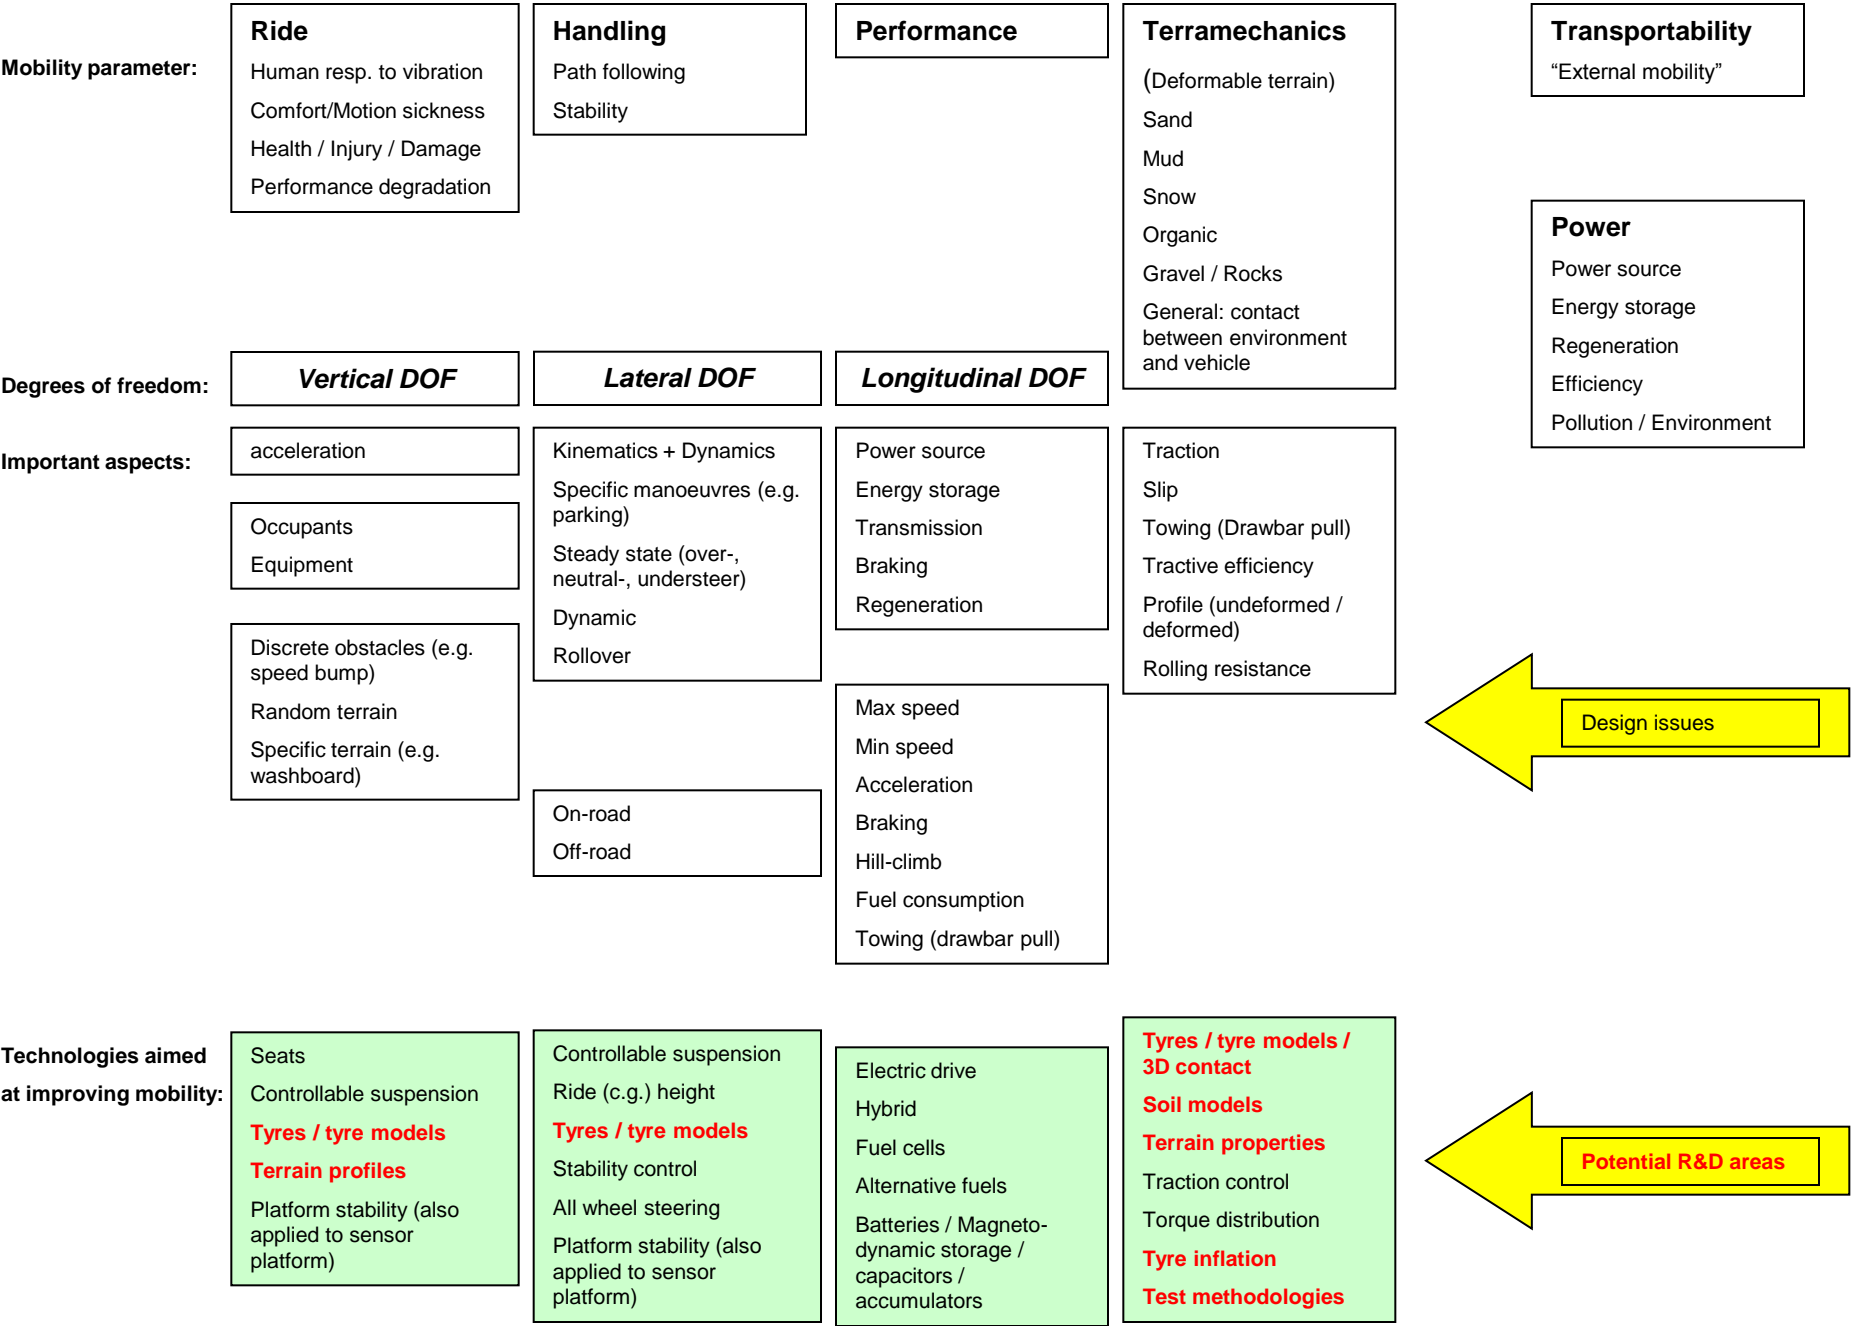 Mobility parameter:
Ride
Human resp. to vibration
Comfort/Motion sickness
Health / Injury / Damage
Performance degradation
Handling
Path following
Stability
Performance
Terramechanics
(Deformable terrain)
Sand
Mud
Snow
Organic
Gravel / Rocks
General: contact
between environment
and vehicle
Transportability
“External mobility”
Power
Power source
Energy storage
Regeneration
Efficiency
Pollution / Environment
Degrees of freedom:
Vertical DOF
Lateral DOF
Longitudinal DOF
Important aspects:
acceleration
Occupants
Equipment
Discrete obstacles (e.g.
speed bump)
Random terrain
Specific terrain (e.g.
washboard)
Kinematics + Dynamics
Specific manoeuvres (e.g.
parking)
Steady state (over-,
neutral-, understeer)
Dynamic
Rollover
On-road
Off-road
Power source
Energy storage
Transmission
Braking
Regeneration
Max speed
Min speed
Acceleration
Braking
Hill-climb
Fuel consumption
Towing (drawbar pull)
Traction
Slip
Towing (Drawbar pull)
Tractive efficiency
Profile (undeformed /
deformed)
Rolling resistance
Design issues
Technologies aimed
at improving mobility:
Seats
Controllable suspension
Tyres / tyre models
Terrain profiles
Platform stability (also
applied to sensor
platform)
Controllable suspension
Ride (c.g.) height
Tyres / tyre models
Stability control
All wheel steering
Platform stability (also
applied to sensor
platform)
Electric drive
Hybrid
Fuel cells
Alternative fuels
Batteries / Magneto-
dynamic storage /
capacitors /
accumulators
Tyres / tyre models /
3D contact
Soil models
Terrain properties
Traction control
Torque distribution
Tyre inflation
Test methodologies
Potential R&D areas